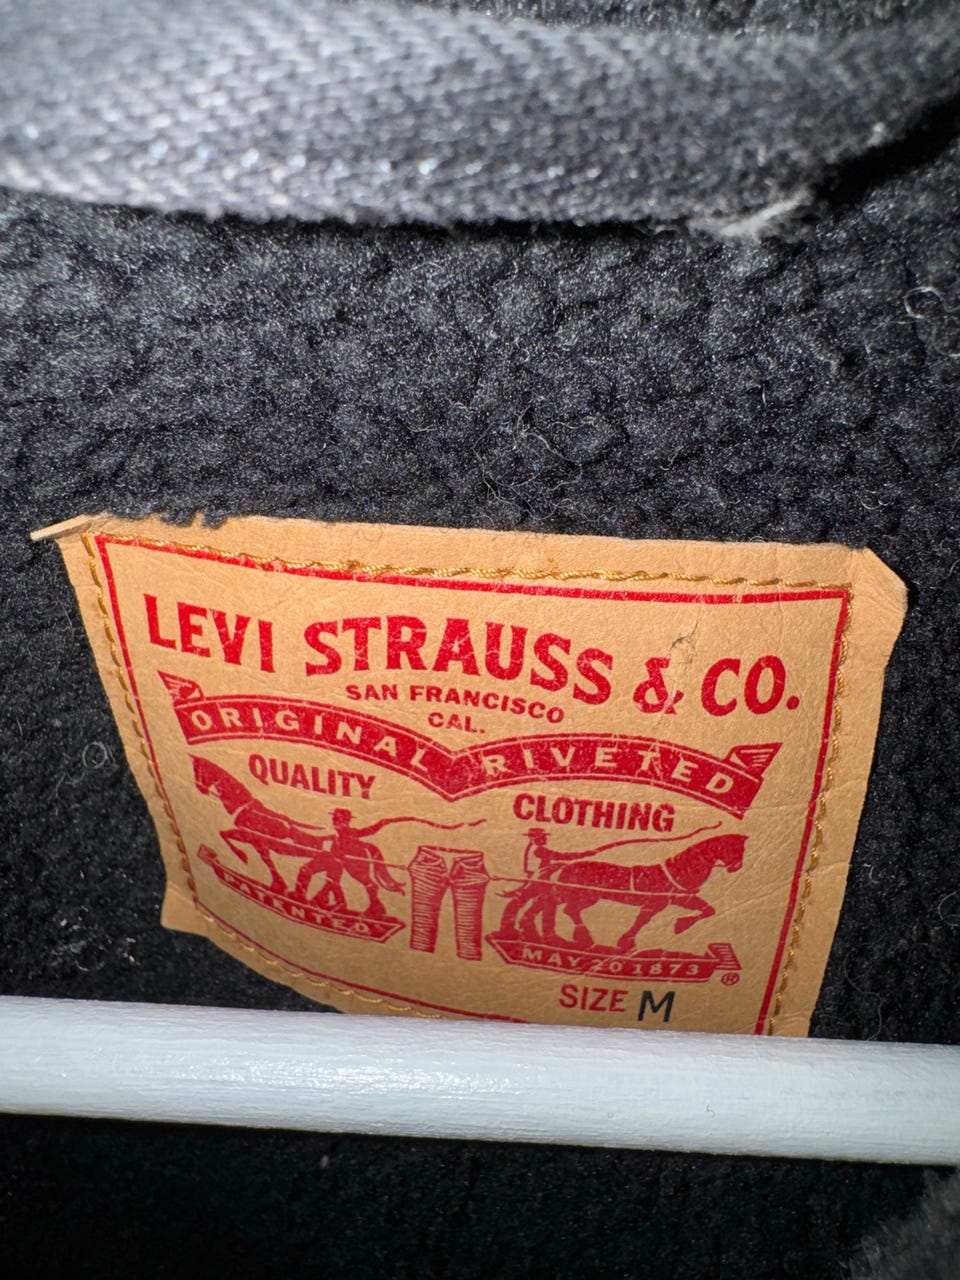 LEVI STRAUSS & CO.
SAN FRANCISCO
CAL.
ORIGINAL RIVETED
QUALITY CLOTHING
PATENTED
MAY 20 1873
®
SIZE M